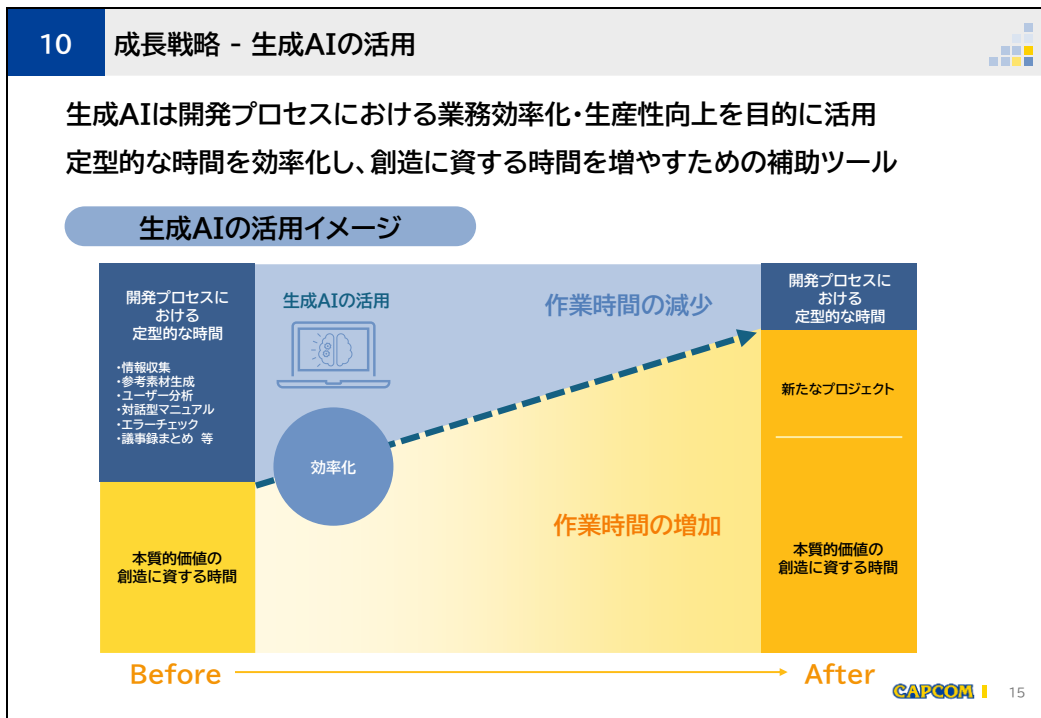 10
成長戦略 - 生成AIの活用
生成AIは開発プロセスにおける業務効率化・生産性向上を目的に活用
定型的な時間を効率化し、創造に資する時間を増やすための補助ツール
生成AIの活用イメージ
開発プロセスに
おける
定型的な時間
・情報収集
・参考素材生成
・ユーザー分析
・対話型マニュアル
・エラーチェック
・議事録まとめ 等
本質的価値の
創造に資する時間
生成AIの活用
効率化
作業時間の減少
作業時間の増加
開発プロセスに
おける
定型的な時間
新たなプロジェクト
本質的価値の
創造に資する時間
Before
After
CAPCOM
15